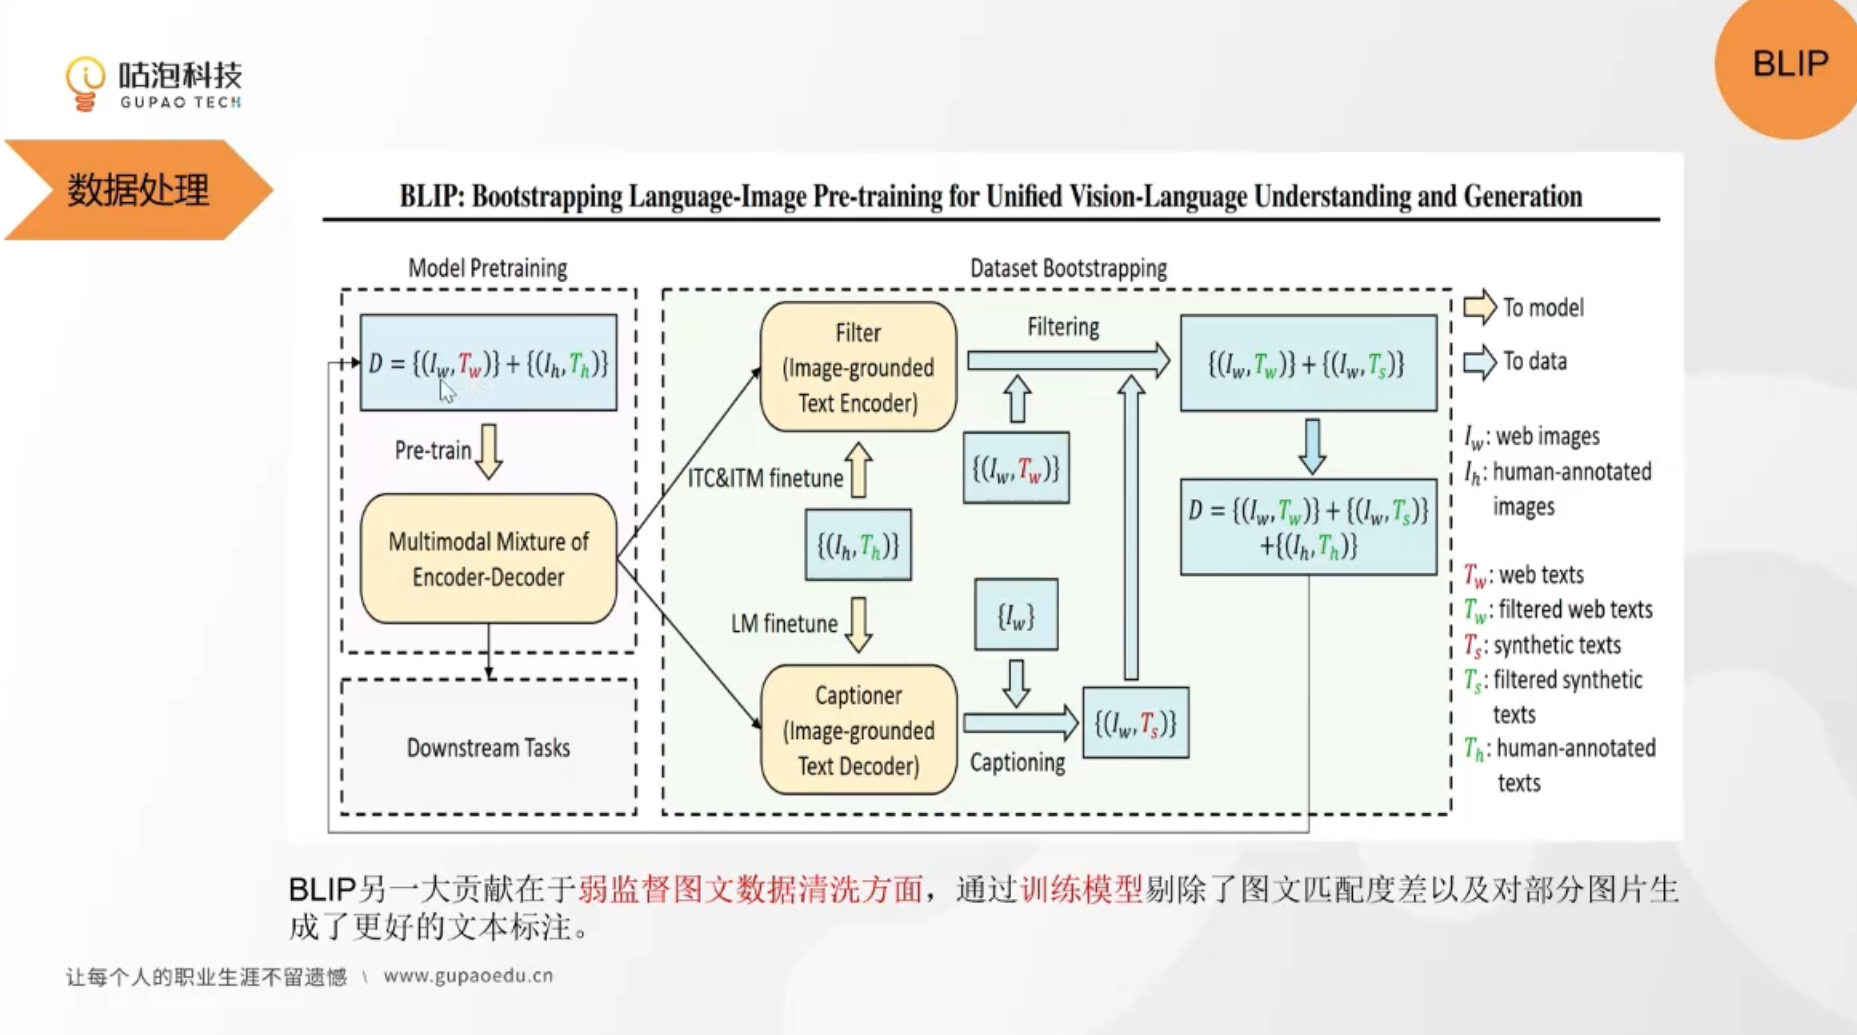 咕泡科技
GUPAO TECH
BLIP
数据处理
BLIP: Bootstrapping Language-Image Pre-training for Unified Vision-Language Understanding and Generation
Model Pretraining
D = {(I_w, T_w)} + {(I_h, T_h)}
Pre-train
Multimodal Mixture of
Encoder-Decoder
Downstream Tasks
Dataset Bootstrapping
Filter
(Image-grounded
Text Encoder)
Filtering
{(I_w, T_w)} + {(I_w, T_s)}
ITC&ITM finetune
{(I_w, T_w)}
{(I_h, T_h)}
D = {(I_w, T_w)} + {(I_w, T_s)}
+{(I_h, T_h)}
LM finetune
{I_w}
Captioner
(Image-grounded
Text Decoder)
Captioning
{(I_w, T_s)}
To model
To data
I_w: web images
I_h: human-annotated
images
T_w: web texts
T_w: filtered web texts
T_s: synthetic texts
T_s: filtered synthetic
texts
T_h: human-annotated
texts
BLIP另一大贡献在于弱监督图文数据清洗方面，通过训练模型剔除了图文匹配度差以及对部分图片生
成了更好的文本标注。
让每个人的职业生涯不留遗憾 \ www.gupaoedu.cn